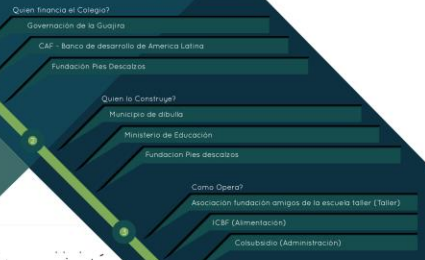 Quien financia el Colegio?
Governación de la Guajira
CAF - Banco de desarrollo de America Latina
Fundación Pies Descalzos
Quien lo Construye?
Municipio de dibulla
Ministerio de Educación
Fundacion Pies descalzos
Como Opera?
Asociación fundación amigos de la escuela taller (Taller)
ICBF (Alimentación)
Colsubsidio (Administración)